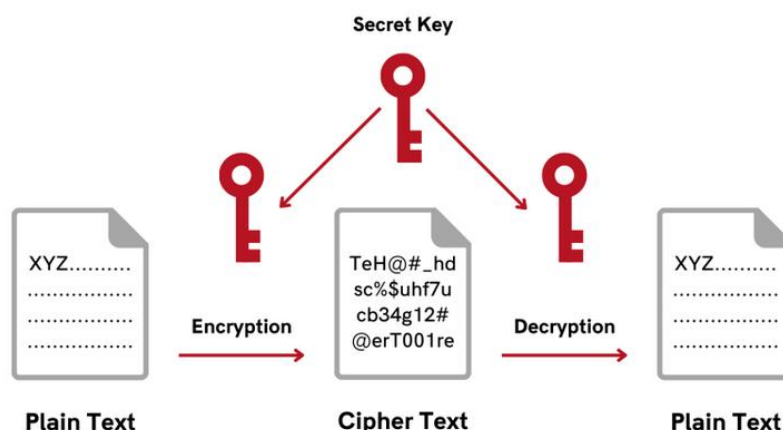 Secret Key
XYZ..........
.................
.................
.................
Encryption
TeH@#_hd
sc%$uhf7u
cb34g12#
@erT001re
Decryption
XYZ..........
.................
.................
.................
Plain Text
Cipher Text
Plain Text